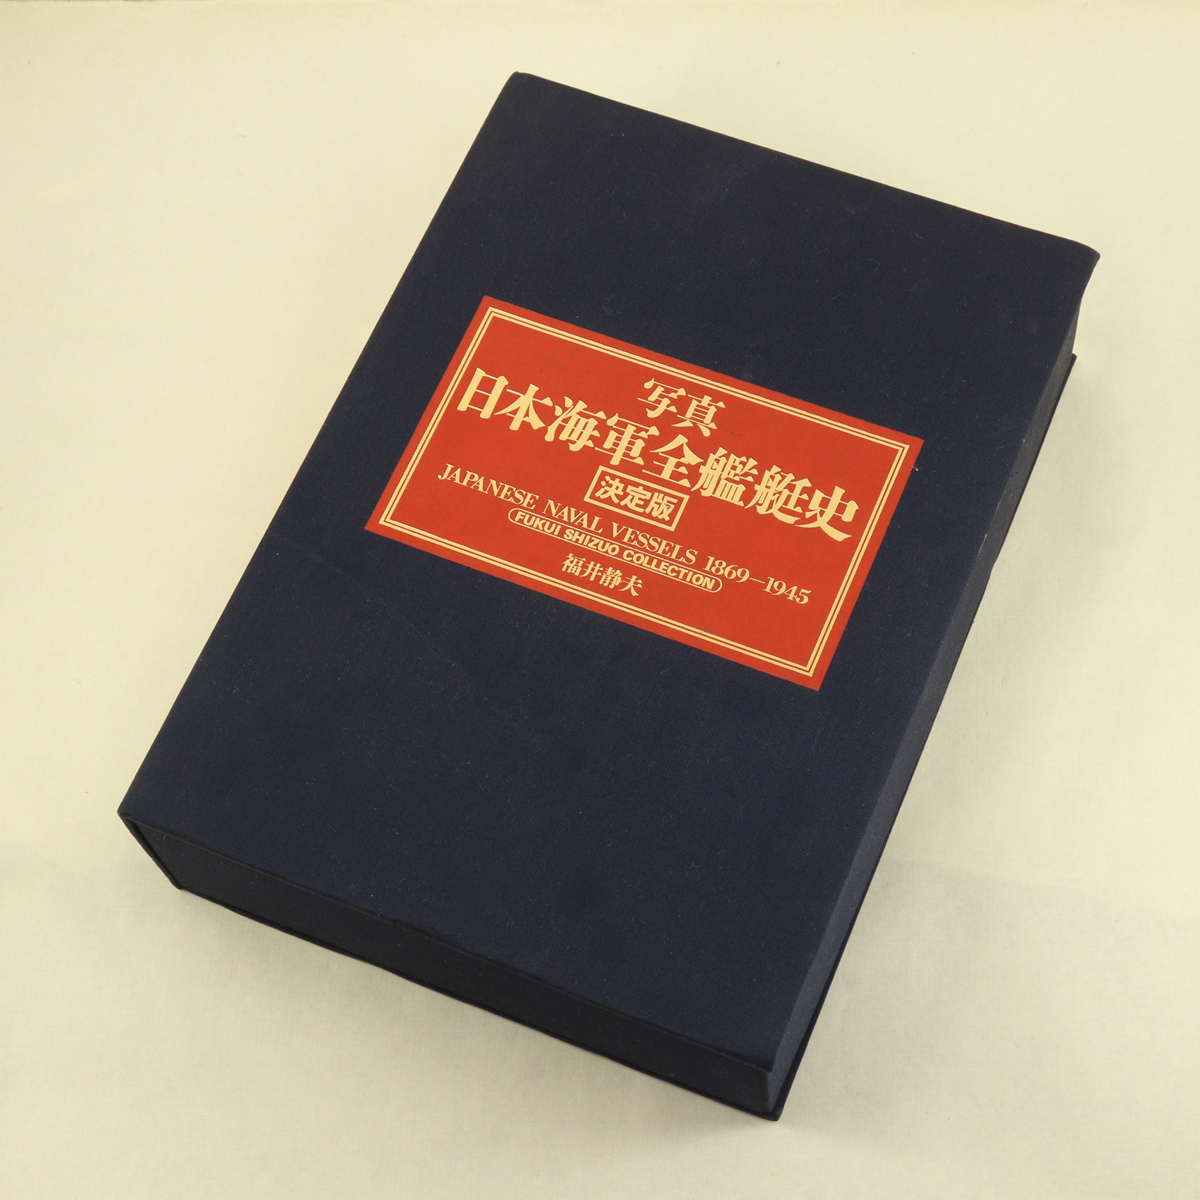 写真
日本海軍全艦艇史
決定版
JAPANESE NAVAL VESSELS 1869–1945
FUKUI SHIZUO COLLECTION
福井静夫